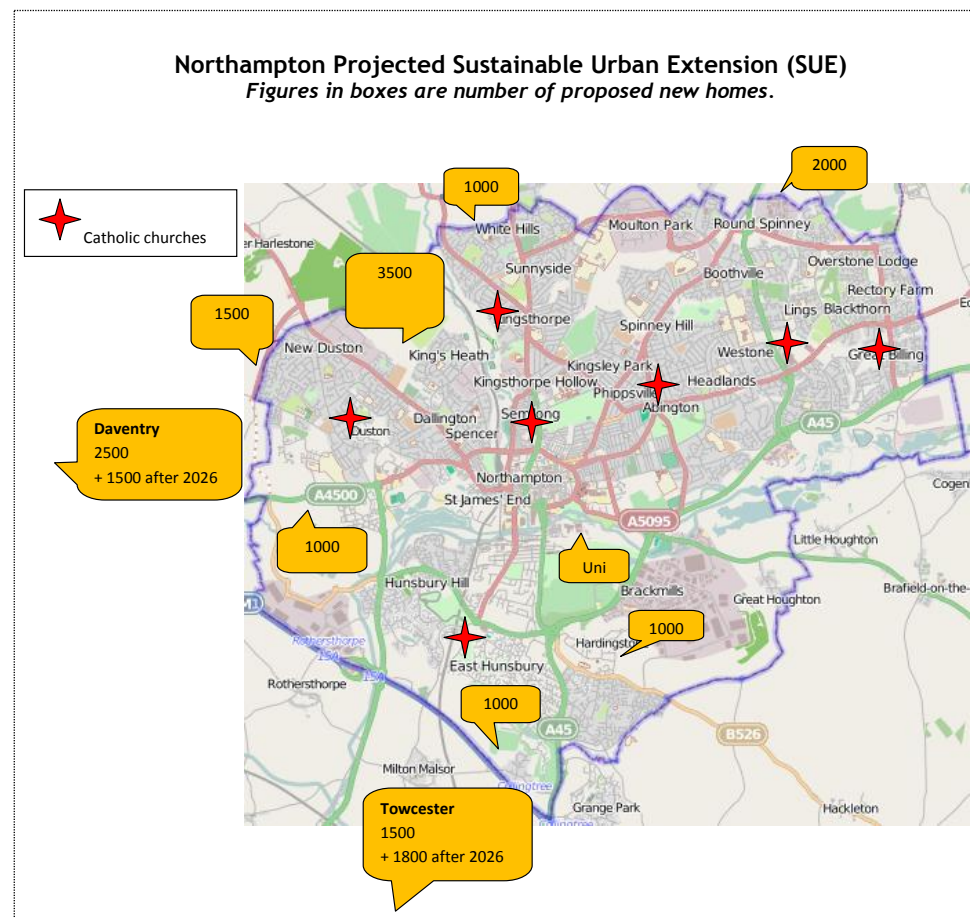 Northampton Projected Sustainable Urban Extension (SUE)
Figures in boxes are number of proposed new homes.
2000
1000
Catholic churches
White Hills
Moulton Park
Round Spinney
er Harlestone
3500
Sunnyside
Boothville
Overstone Lodge
Rectory Farm
1500
ingsthorpe
Spinney Hill
Lings
Blackthorn
New Duston
King's Heath
Westone
Great Billing
Kingsley Park
Kingsthorpe Hollow
Headlands
Phippsville
Abington
Dallington
Duston
Spencer
A45
Daventry
2500
+ 1500 after 2026
Northampton
A4500
St James' End
A5095
1000
Little Houghton
Uni
Hunsbury Hill
Brackmills
Great Houghton
Brafield-on-the-
M1
1000
Rothersthorpe
15A
15A
East Hunsbury
Rothersthorpe
1000
A45
B526
Milton Malsor
Grange Park
Hackleton
Towcester
1500
+ 1800 after 2026